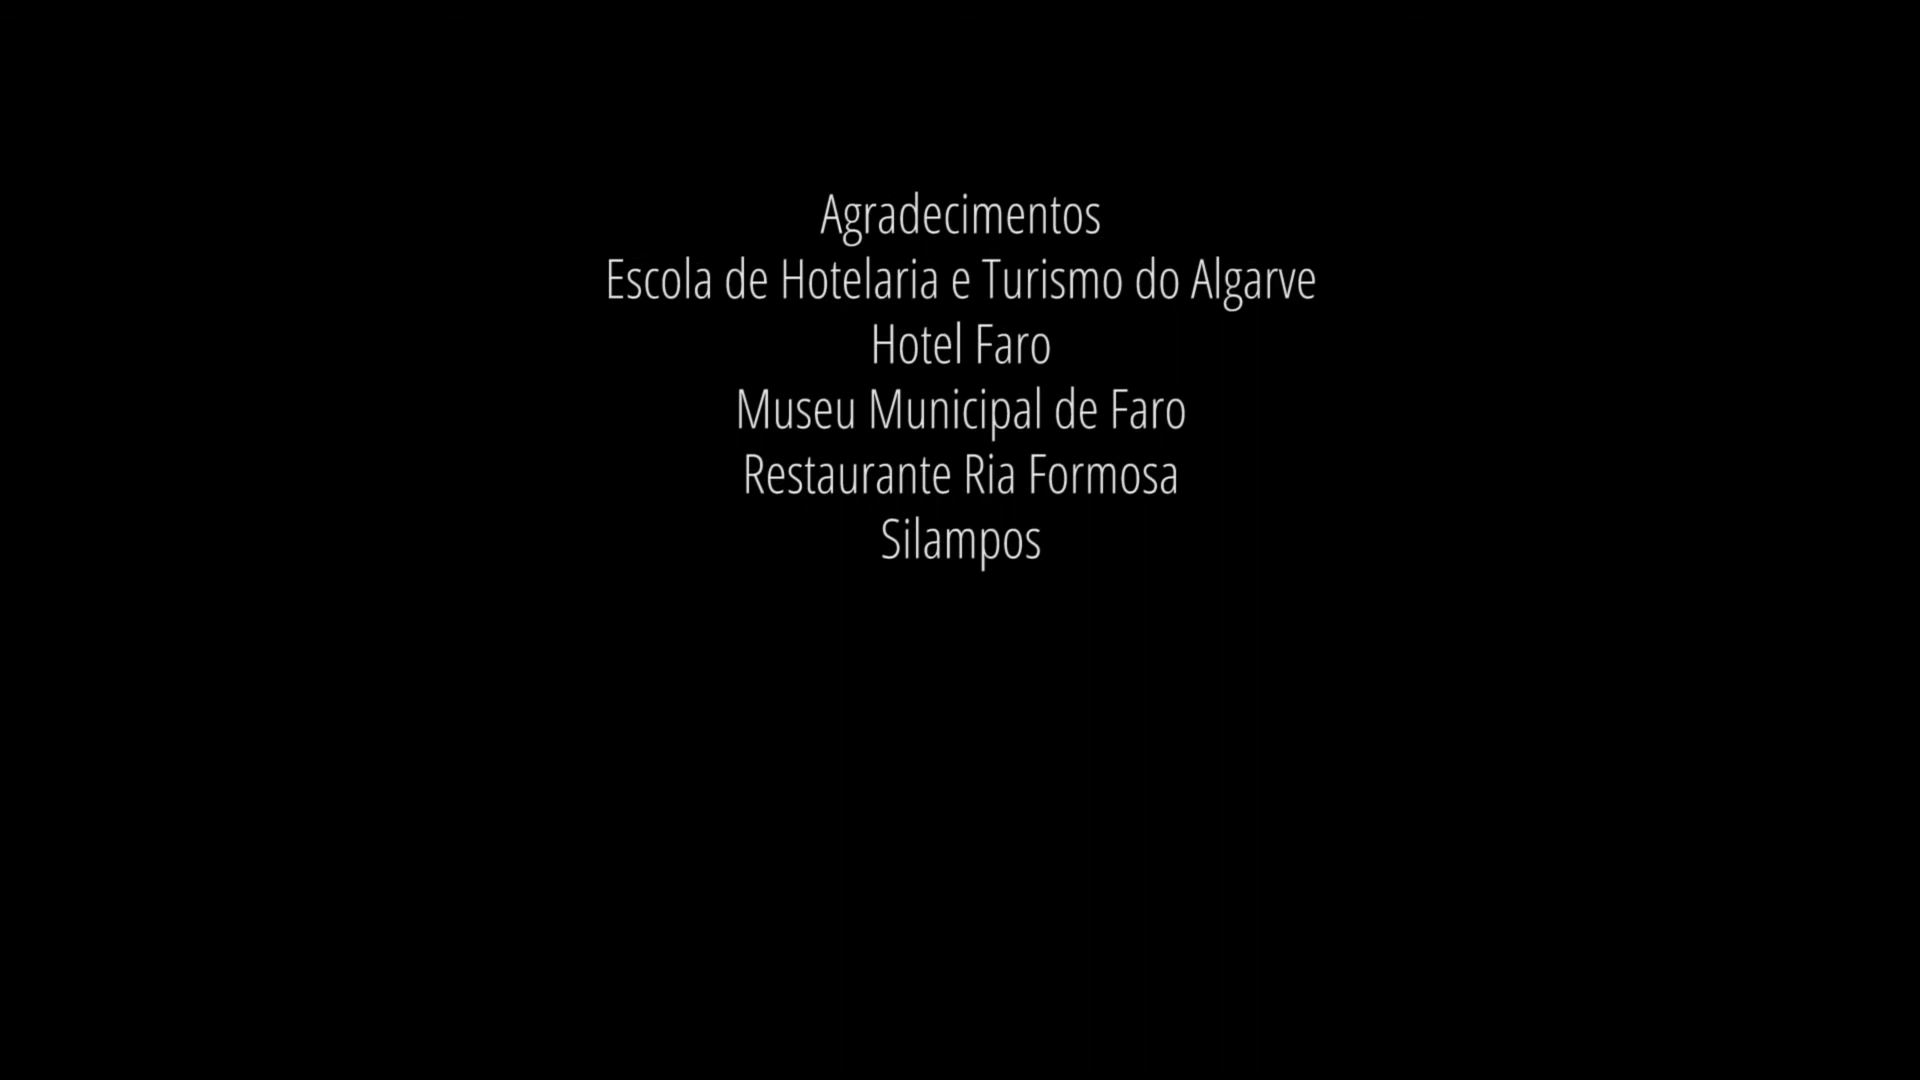 Agradecimentos
Escola de Hotelaria e Turismo do Algarve
Hotel Faro
Museu Municipal de Faro
Restaurante Ria Formosa
Silampos